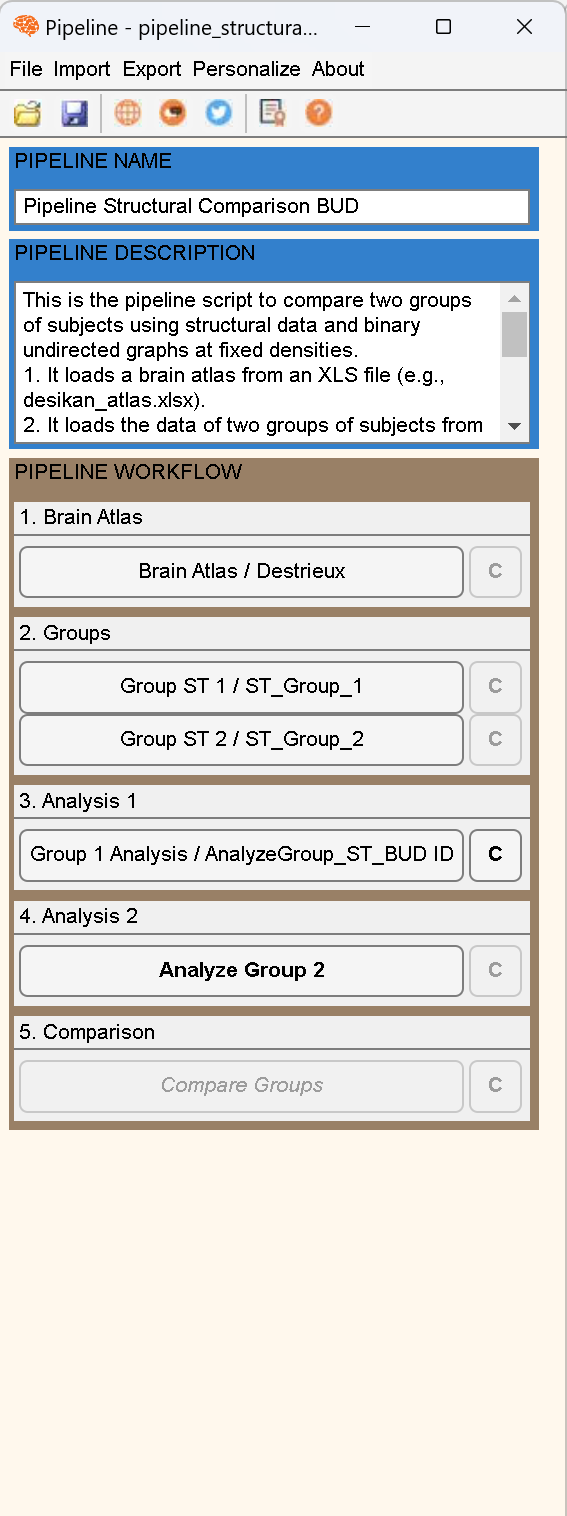 Pipeline - pipeline_structura...
File Import Export Personalize About
PIPELINE NAME
Pipeline Structural Comparison BUD
PIPELINE DESCRIPTION
This is the pipeline script to compare two groups
of subjects using structural data and binary
undirected graphs at fixed densities.
1. It loads a brain atlas from an XLS file (e.g.,
desikan_atlas.xlsx).
2. It loads the data of two groups of subjects from
PIPELINE WORKFLOW
1. Brain Atlas
Brain Atlas / Destrieux C
2. Groups
Group ST 1 / ST_Group_1 C
Group ST 2 / ST_Group_2 C
3. Analysis 1
Group 1 Analysis / AnalyzeGroup_ST_BUD ID C
4. Analysis 2
Analyze Group 2 C
5. Comparison
Compare Groups C